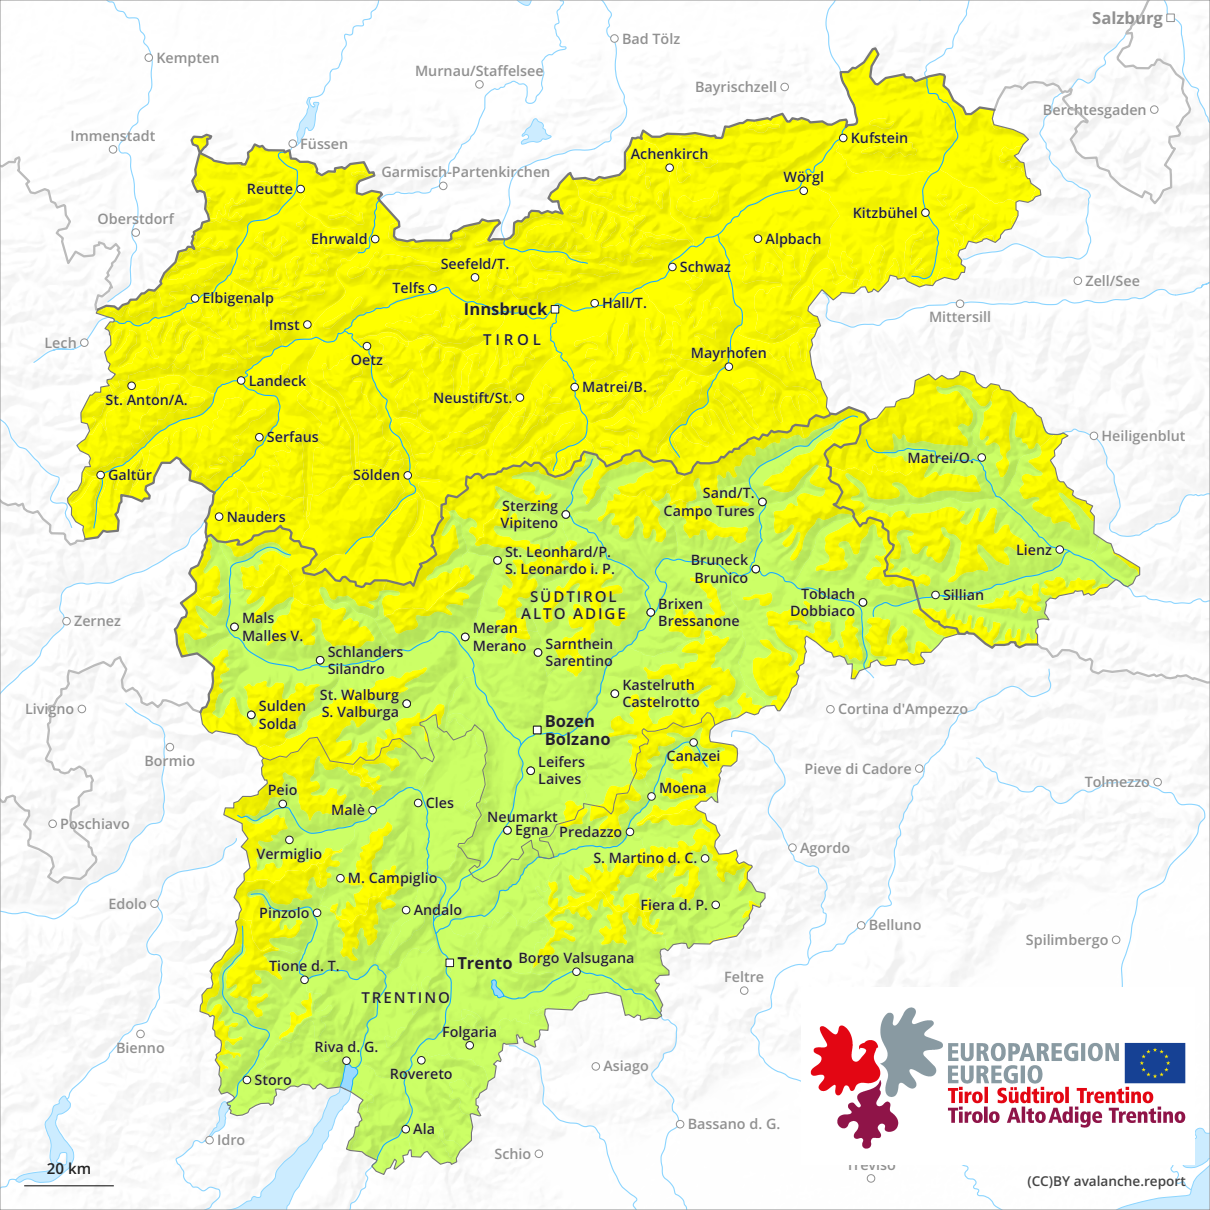 Salzburg
Bad Tölz
Kempten
Murnau/Staffelsee
Bayrischzell
Berchtesgaden
Immenstadt
Füssen
Kufstein
Achenkirch
Garmisch-Partenkirchen
Wörgl
Reutte
Kitzbühel
Oberstdorf
Ehrwald
Alpbach
Seefeld/T.
Schwaz
Zell/See
Telfs
Elbigenalp
Hall/T.
Innsbruck
Mittersill
Imst
TIROL
Lech
Oetz
Mayrhofen
Landeck
Matrei/B.
St. Anton/A.
Neustift/St.
Serfaus
Heiligenblut
Matrei/O.
Galtür
Sölden
Sand/T.
Campo Tures
Sterzing
Vipiteno
Nauders
St. Leonhard/P.
S. Leonardo i. P.
Lienz
Bruneck
Brunico
SÜDTIROL
ALTO ADIGE
Toblach
Dobbiaco
Sillian
Brixen
Bressanone
Zernez
Mals
Malles V.
Meran
Merano
Sarnthein
Sarentino
Schlanders
Silandro
Kastelruth
Castelrotto
St. Walburg
S. Valburga
Livigno
Sulden
Solda
Cortina d'Ampezzo
Bozen
Bolzano
Bormio
Canazei
Leifers
Laives
Pieve di Cadore
Tolmezzo
Peio
Moena
Malè
Cles
Neumarkt
Egna
Predazzo
Poschiavo
Vermiglio
Agordo
S. Martino d. C.
M. Campiglio
Edolo
Pinzolo
Andalo
Fiera d. P.
Belluno
Spilimbergo
Trento
Borgo Valsugana
Tione d. T.
Feltre
TRENTINO
Folgaria
Bienno
Riva d. G.
Rovereto
Asiago
Storo
EUROPAREGION
EUREGIO
Tirol Südtirol Trentino
Tirolo Alto Adige Trentino
Ala
Bassano d. G.
Idro
Schio
Treviso
20 km
(CC)BY avalanche.report